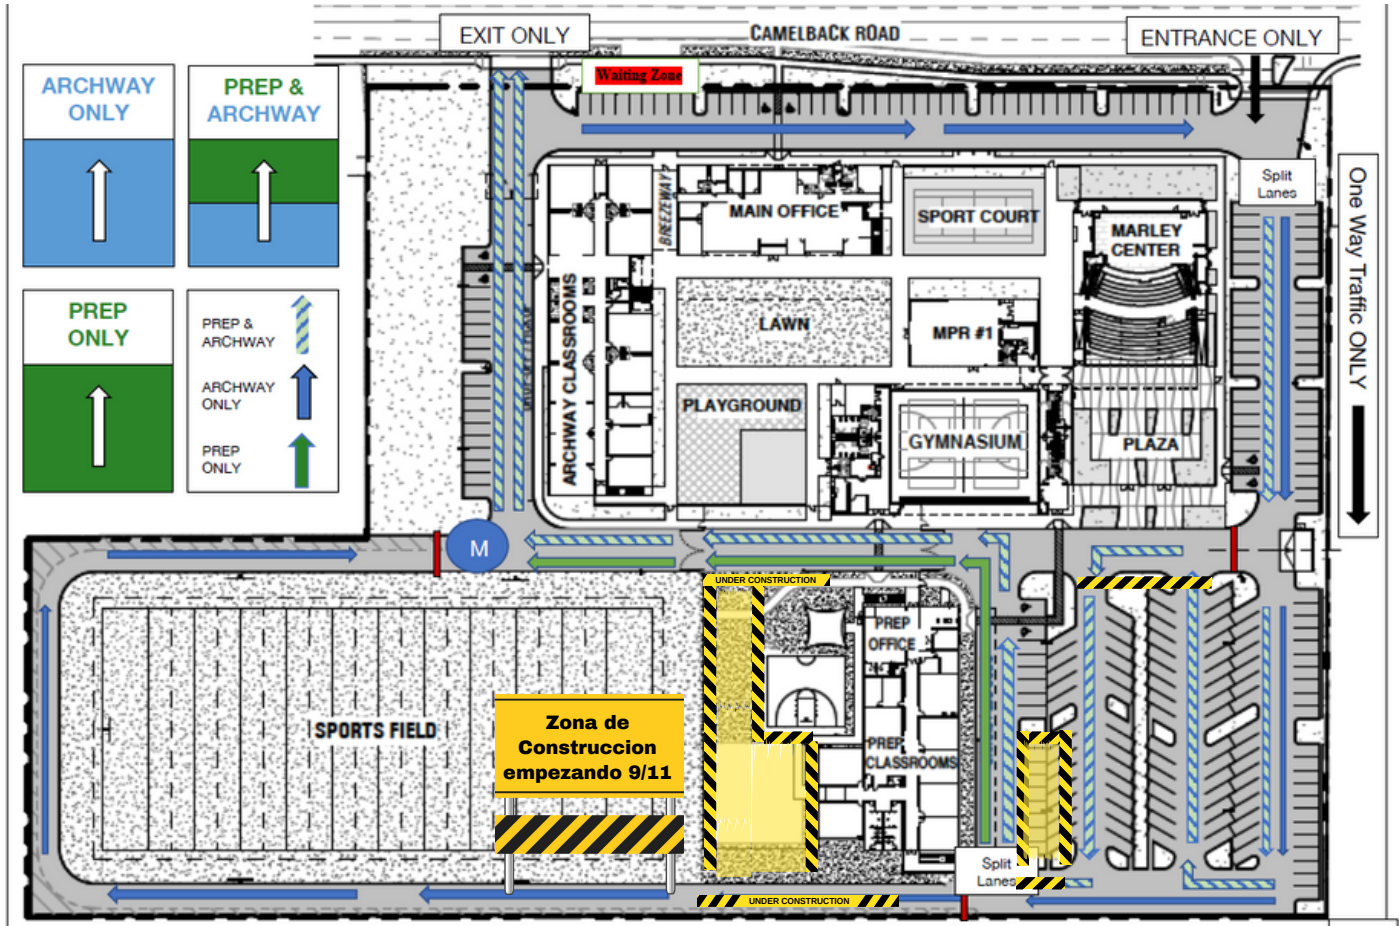 EXIT ONLY
CAMELBACK ROAD
ENTRANCE ONLY
Waiting Zone
ARCHWAY
ONLY
PREP &
ARCHWAY
PREP
ONLY
PREP &
ARCHWAY
ARCHWAY
ONLY
PREP
ONLY
Split
Lanes
One Way Traffic ONLY
BREEZEWAY
MAIN OFFICE
SPORT COURT
MARLEY
CENTER
ARCHWAY CLASSROOMS
LAWN
MPR #1
PLAYGROUND
GYMNASIUM
PLAZA
M
UNDER CONSTRUCTION
PREP
OFFICE
SPORTS FIELD
Zona de
Construccion
empezando 9/11
PREP
CLASSROOMS
Split
Lanes
UNDER CONSTRUCTION